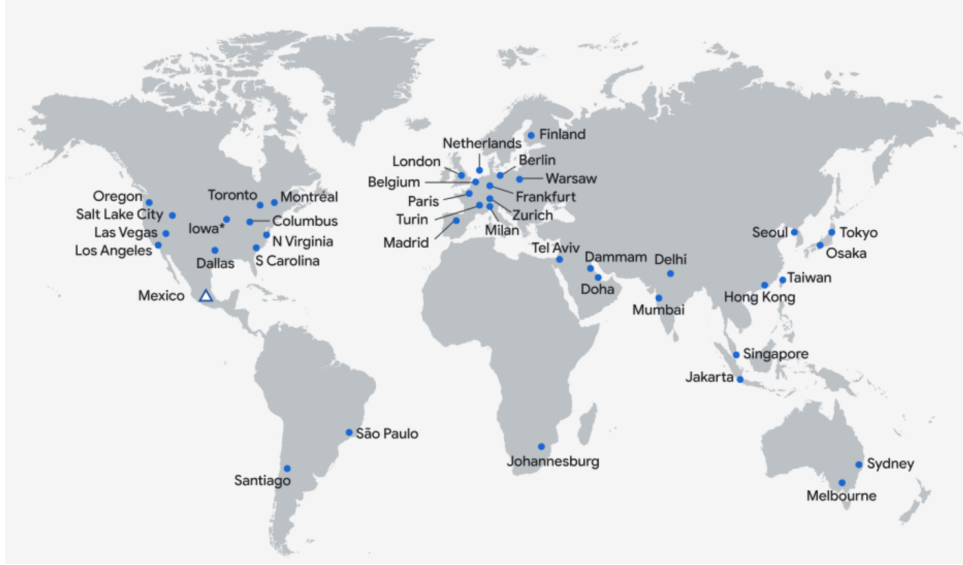 Finland
Netherlands
London
Berlin
Belgium
Warsaw
Frankfurt
Paris
Zurich
Turin
Milan
Madrid
Oregon
Toronto
Montréal
Salt Lake City
Iowa*
Columbus
Las Vegas
N Virginia
Los Angeles
Dallas
S Carolina
Mexico
Tel Aviv
Dammam
Delhi
Doha
Mumbai
Seoul
Tokyo
Osaka
Taiwan
Hong Kong
Singapore
Jakarta
São Paulo
Santiago
Johannesburg
Sydney
Melbourne